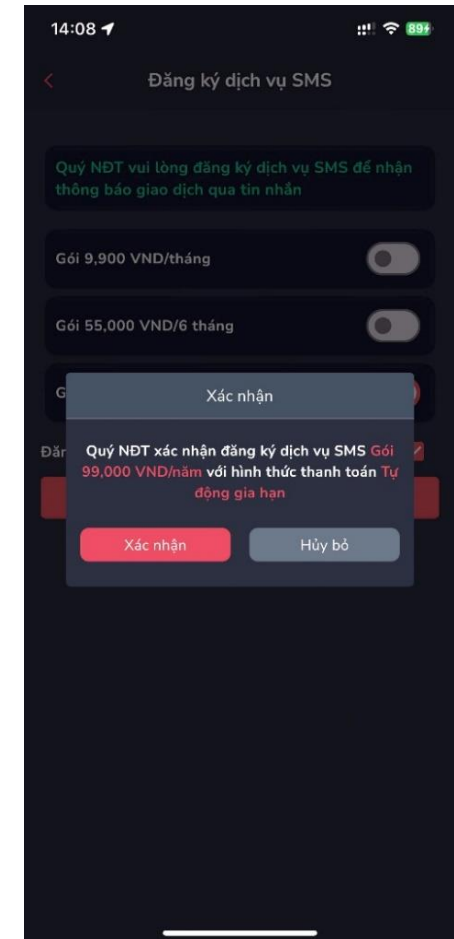 14:08
89
Đăng ký dịch vụ SMS
Quý NĐT vui lòng đăng ký dịch vụ SMS để nhận
thông báo giao dịch qua tin nhắn
Gói 9,900 VND/tháng
Gói 55,000 VND/6 tháng
Xác nhận
Quý NĐT xác nhận đăng ký dịch vụ SMS Gói
99,000 VND/năm với hình thức thanh toán Tự
động gia hạn
Xác nhận
Hủy bỏ